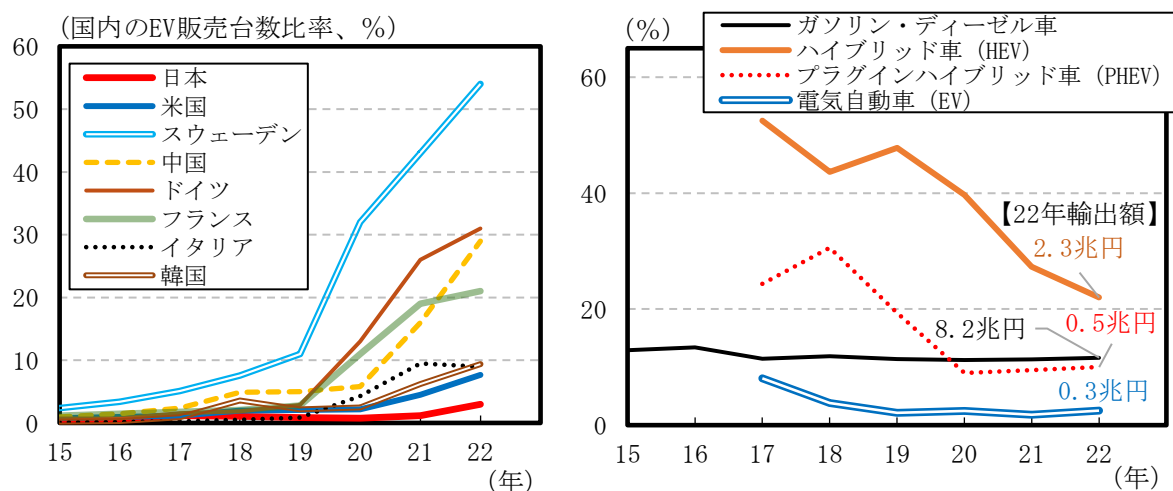 (国内のEV販売台数比率、%)
60
50
40
30
20
10
0
日本
米国
スウェーデン
中国
ドイツ
フランス
イタリア
韓国
15 16 17 18 19 20 21 22
(年)
(%)
60
40
20
0
ガソリン・ディーゼル車
ハイブリッド車 (HEV)
プラグインハイブリッド車 (PHEV)
電気自動車 (EV)
【22年輸出額】
2.3兆円
8.2兆円
0.5兆円
0.3兆円
15 16 17 18 19 20 21 22
(年)